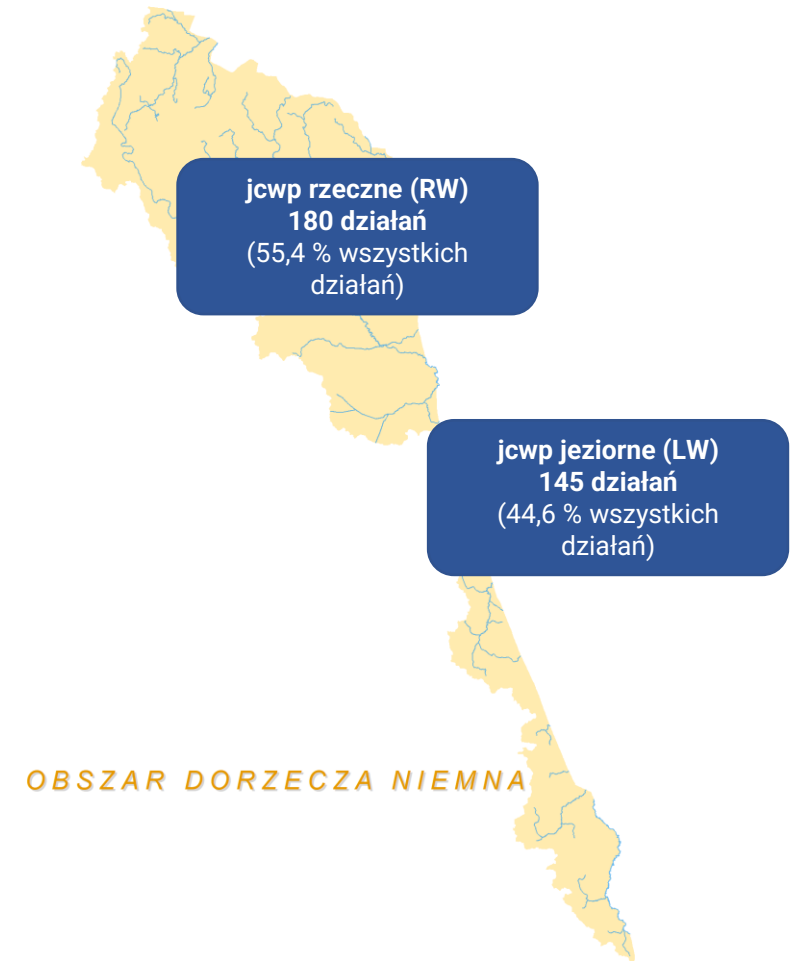 jcwp rzeczne (RW)
180 działań
(55,4 % wszystkich
działań)
jcwp jeziorne (LW)
145 działań
(44,6 % wszystkich
działań)
OBSZAR DORZECZA NIEMNA